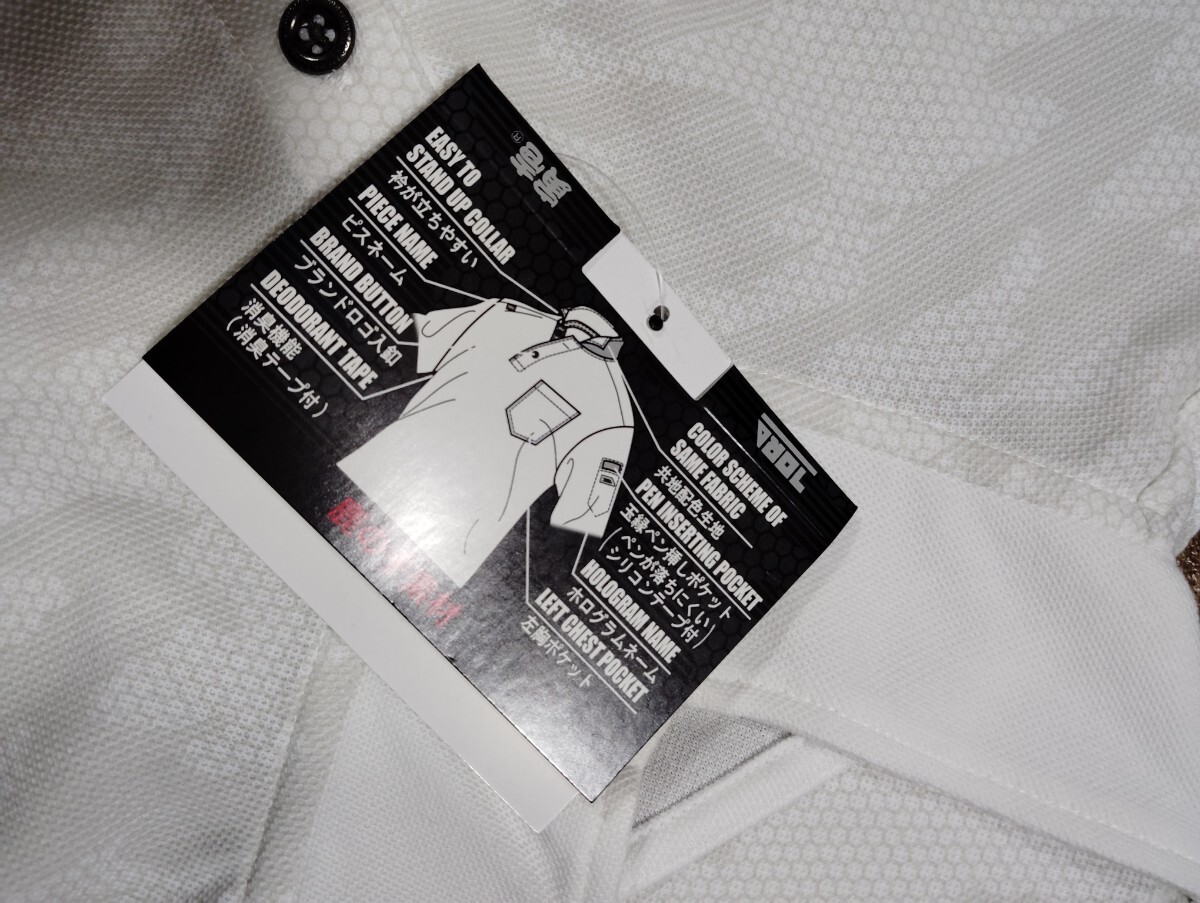 寅壱®
TORA
EASY TO
STAND UP COLLAR
衿が立ちやすい
PIECE NAME
ピスネーム
BRAND BUTTON
ブランドロゴ入釦
DEODORANT TAPE
消臭機能
(消臭テープ付)
COLOR SCHEME OF
SAME FABRIC
共地配色生地
PEN INSERTING POCKET
玉縁ペン挿しポケット
(ペンが落ちにくい
シリコンテープ付)
HOLOGRAM NAME
ホログラムネーム
LEFT CHEST POCKET
左胸ポケット